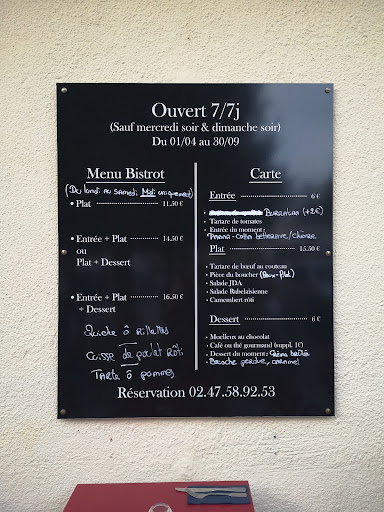 Ouvert 7/7j
(Sauf mercredi soir & dimanche soir)
Du 01/04 au 30/09
Menu Bistrot
(Du lundi au samedi Midi uniquement)
• Plat 11.50 €
• Entrée + Plat 14.50 €
ou
Plat + Dessert
• Entrée + Plat 16.50 €
+ Dessert
Quiche ô rillettes
Cuisse de poulet rôti
Tarte ô pommes
Carte
Entrée 6 €
• Burratina (+2€)
• Tartare de tomates
• Entrée du moment :
Panna-cotta betterave/chèvre
Plat 15.50 €
• Tartare de bœuf au couteau
• Pièce du boucher
• Salade JDA
• Salade Rabelaisienne
• Camembert rôti
Dessert 6 €
• Moelleux au chocolat
• Café ou thé gourmand (suppl. 1€)
• Dessert du moment : Crème brûlée
Brioche perdue, caramel
Réservation 02.47.58.92.53